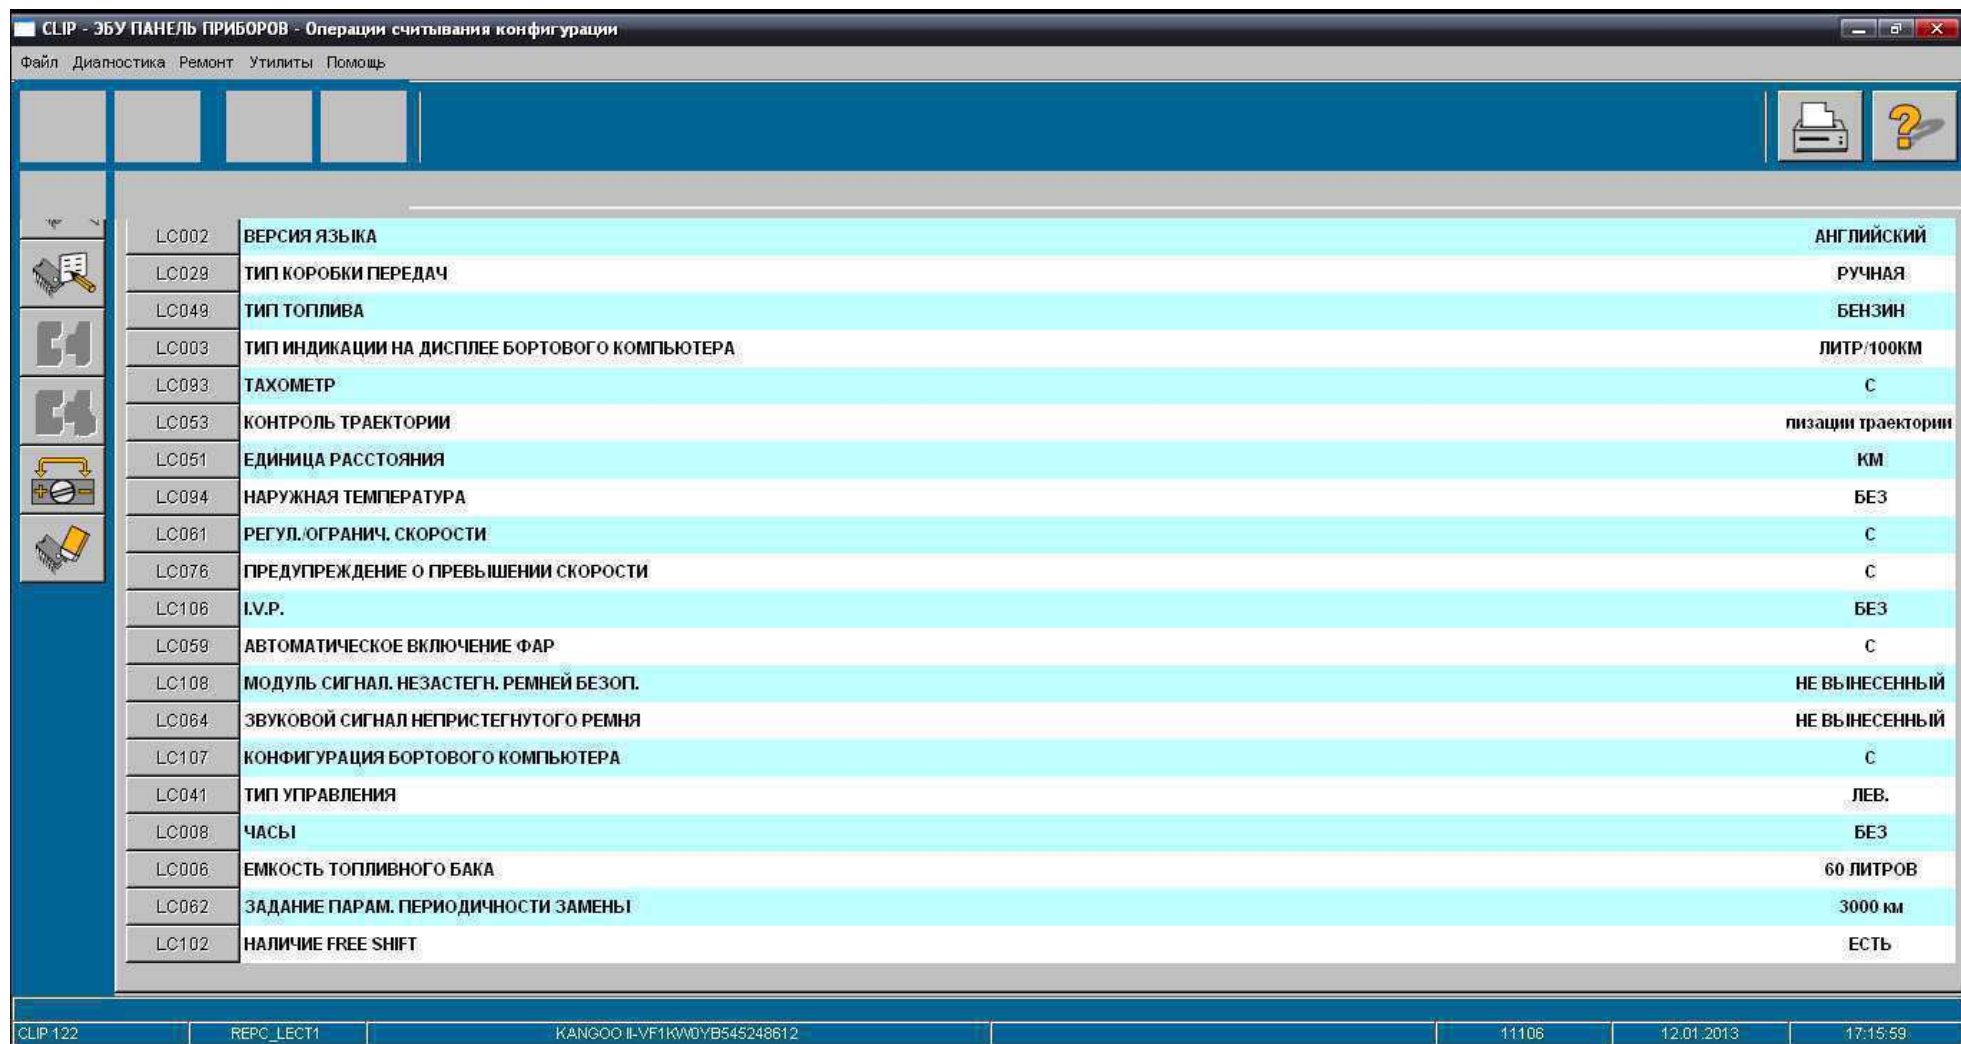 CLIP - ЭБУ ПАНЕЛЬ ПРИБОРОВ - Операции считывания конфигурации
Файл Диагностика Ремонт Утилиты Помощь
LC002 ВЕРСИЯ ЯЗЫКА АНГЛИЙСКИЙ
LC029 ТИП КОРОБКИ ПЕРЕДАЧ РУЧНАЯ
LC049 ТИП ТОПЛИВА БЕНЗИН
LC003 ТИП ИНДИКАЦИИ НА ДИСПЛЕЕ БОРТОВОГО КОМПЬЮТЕРА ЛИТР/100КМ
LC093 ТАХОМЕТР С
LC053 КОНТРОЛЬ ТРАЕКТОРИИ лизации траектории
LC051 ЕДИНИЦА РАССТОЯНИЯ КМ
LC094 НАРУЖНАЯ ТЕМПЕРАТУРА БЕЗ
LC061 РЕГУЛ./ОГРАНИЧ. СКОРОСТИ С
LC076 ПРЕДУПРЕЖДЕНИЕ О ПРЕВЫШЕНИИ СКОРОСТИ С
LC106 I.V.P. БЕЗ
LC059 АВТОМАТИЧЕСКОЕ ВКЛЮЧЕНИЕ ФАР С
LC108 МОДУЛЬ СИГНАЛ. НЕЗАСТЕГН. РЕМНЕЙ БЕЗОП. НЕ ВЫНЕСЕННЫЙ
LC064 ЗВУКОВОЙ СИГНАЛ НЕПРИСТЕГНУТОГО РЕМНЯ НЕ ВЫНЕСЕННЫЙ
LC107 КОНФИГУРАЦИЯ БОРТОВОГО КОМПЬЮТЕРА С
LC041 ТИП УПРАВЛЕНИЯ ЛЕВ.
LC008 ЧАСЫ БЕЗ
LC006 ЕМКОСТЬ ТОПЛИВНОГО БАКА 60 ЛИТРОВ
LC062 ЗАДАНИЕ ПАРАМ. ПЕРИОДИЧНОСТИ ЗАМЕНЫ 3000 км
LC102 НАЛИЧИЕ FREE SHIFT ЕСТЬ
CLIP 122 REPC_LECT1 KANGOO II-VF1KW0YB545248612 11106 12.01.2013 17:15:59